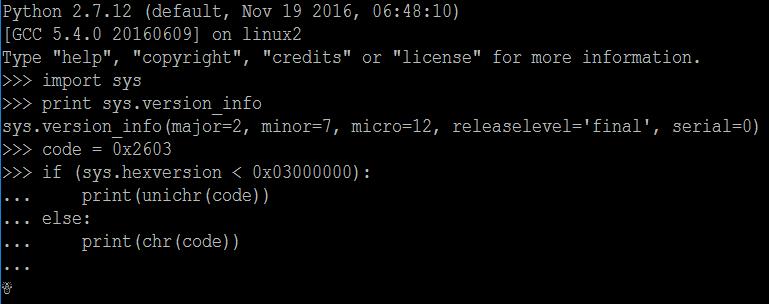 Python 2.7.12 (default, Nov 19 2016, 06:48:10)
[GCC 5.4.0 20160609] on linux2
Type "help", "copyright", "credits" or "license" for more information.
>>> import sys
>>> print sys.version_info
sys.version_info(major=2, minor=7, micro=12, releaselevel='final', serial=0)
>>> code = 0x2603
>>> if (sys.hexversion < 0x03000000):
...     print(unichr(code))
... else:
...     print(chr(code))
...
☃